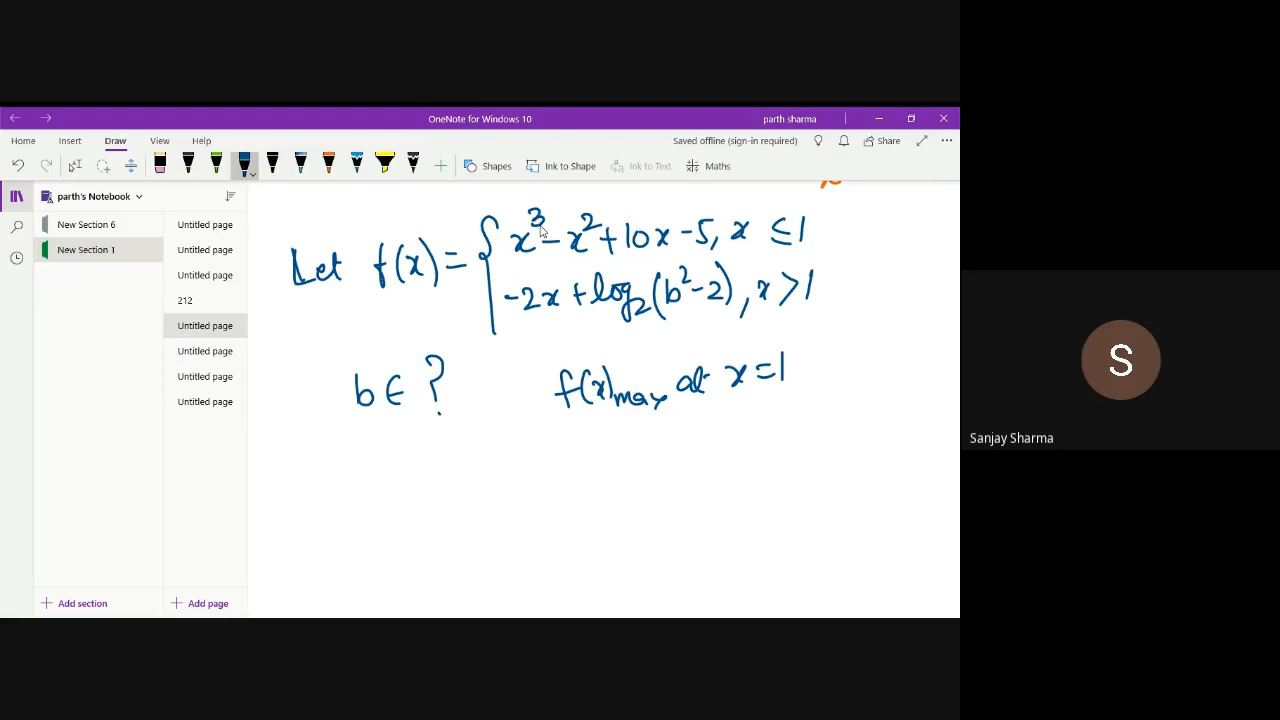 OneNote for Windows 10
parth sharma
Home Insert Draw View Help
Saved offline (sign-in required)
Share
Shapes
Ink to Shape
Ink to Text
Maths
parth's Notebook
New Section 6
New Section 1
Untitled page
Untitled page
Untitled page
212
Untitled page
Untitled page
Untitled page
Untitled page
Add section
Add page
Let f(x) = { x³ - x² + 10x - 5, x ≤ 1
-2x + log₂(b² - 2), x > 1
b ∈ ? f(x)max at x = 1
S
Sanjay Sharma